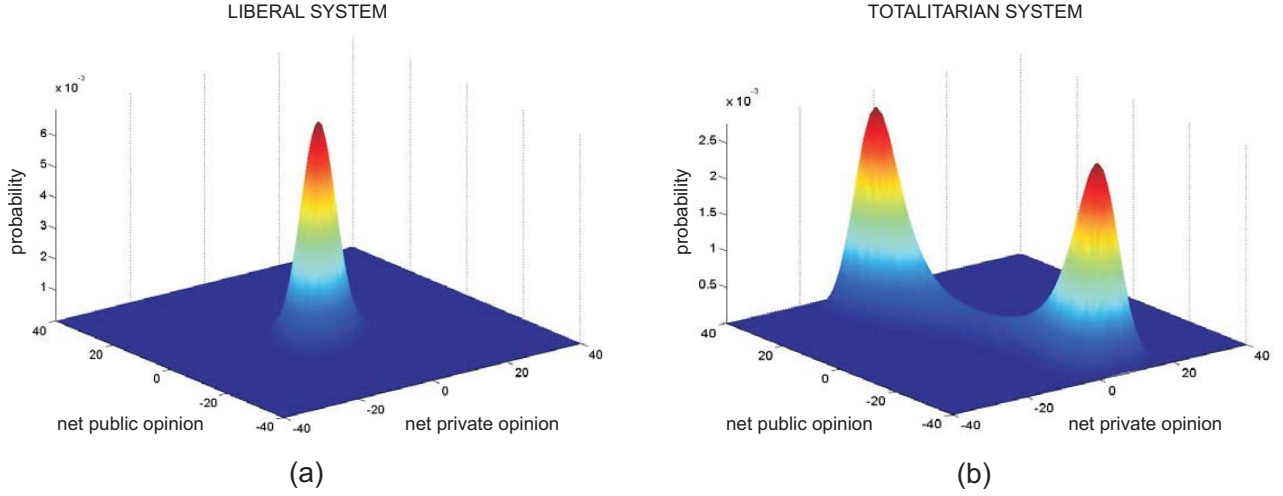 LIBERAL SYSTEM
x 10^-3
6
5
4
3
2
1
probability
40
20
0
-20
-40
net public opinion
-40
-20
0
20
40
net private opinion
(a)
TOTALITARIAN SYSTEM
x 10^-3
2.5
2
1.5
1
0.5
probability
40
20
0
-20
-40
net public opinion
-40
-20
0
20
40
net private opinion
(b)